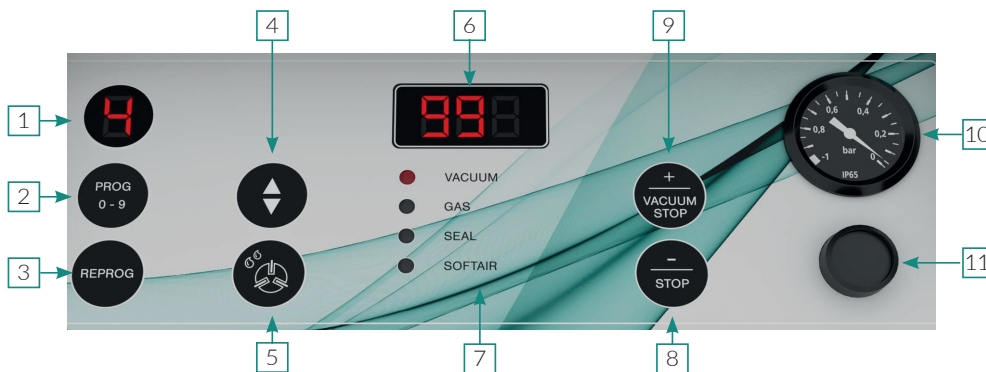 4
6
9
1
4
99
0,6
0,4
0,8
0,2
-1
bar
0
IP65
10
2
PROG
0 - 9
VACUUM
GAS
SEAL
SOFTAIR
+
VACUUM
STOP
3
REPROG
-
STOP
11
5
7
8